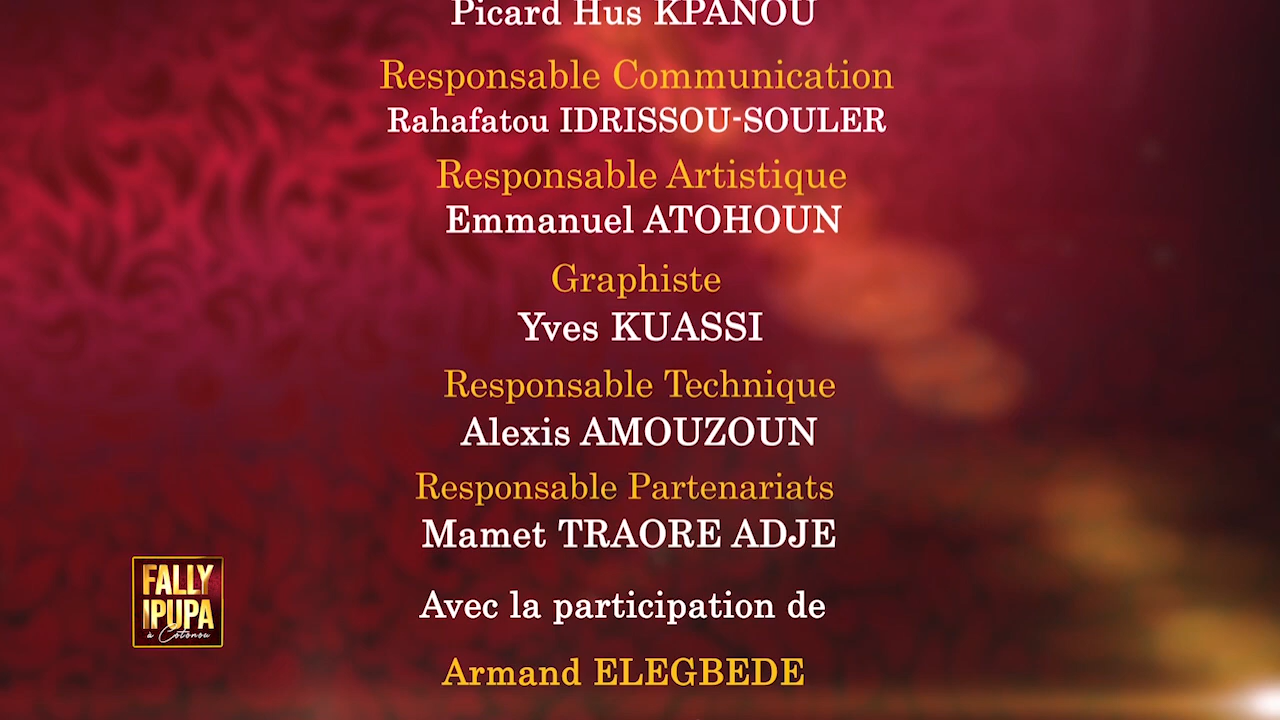 Picard Hus KPANOU
Responsable Communication
Rahafatou IDRISSOU-SOULER
Responsable Artistique
Emmanuel ATOHOUN
Graphiste
Yves KUASSI
Responsable Technique
Alexis AMOUZOUN
Responsable Partenariats
Mamet TRAORE ADJE
Avec la participation de
Armand ELEGBEDE
FALLY
IPUPA
à Cotonou